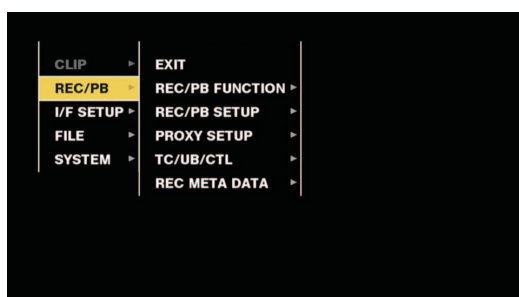 CLIP
REC/PB
I/F SETUP
FILE
SYSTEM
EXIT
REC/PB FUNCTION
REC/PB SETUP
PROXY SETUP
TC/UB/CTL
REC META DATA